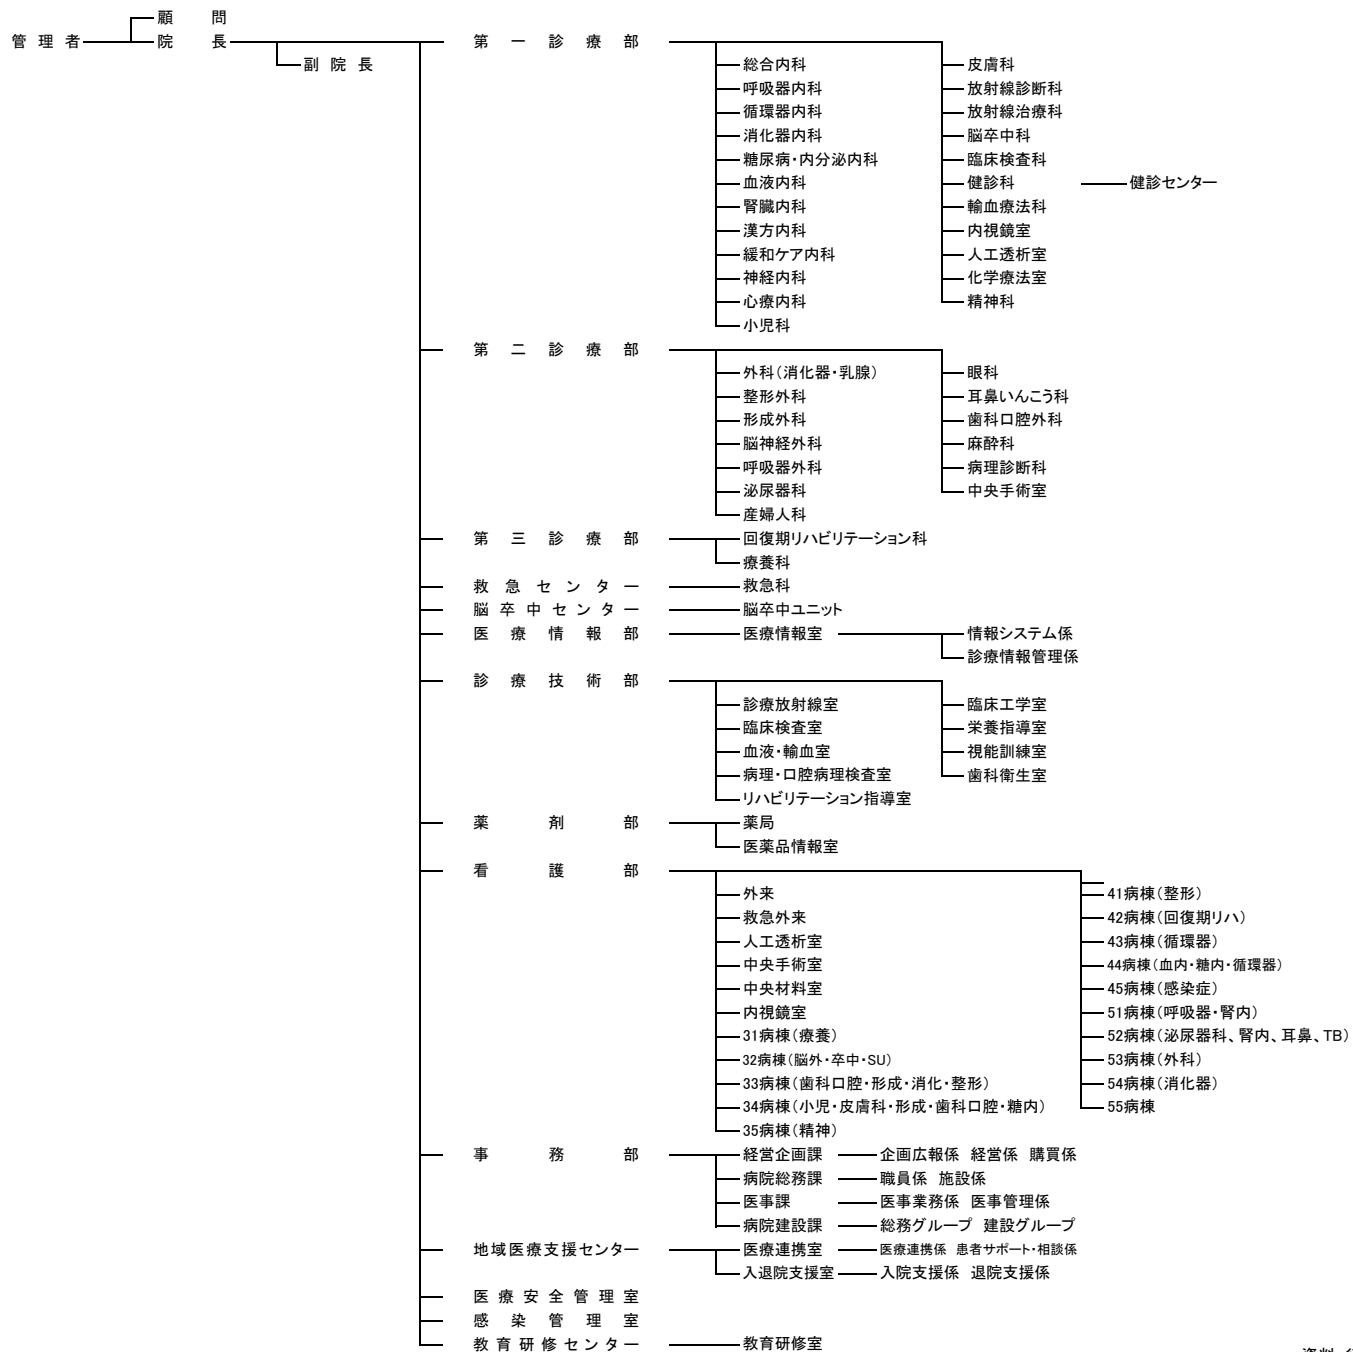 顧問
管理者 院長 第一診療部
副院長 総合内科 皮膚科
呼吸器内科 放射線診断科
循環器内科 放射線治療科
消化器内科 脳卒中科
糖尿病・内分泌内科 臨床検査科
血液内科 健診科 健診センター
腎臓内科 輸血療法科
漢方内科 内視鏡室
緩和ケア内科 人工透析室
神経内科 化学療法室
心療内科 精神科
小児科
第二診療部
外科(消化器・乳腺) 眼科
整形外科 耳鼻いんこう科
形成外科 歯科口腔外科
脳神経外科 麻酔科
呼吸器外科 病理診断科
泌尿器科 中央手術室
産婦人科
第三診療部 回復期リハビリテーション科
療養科
救急センター 救急科
脳卒中センター 脳卒中ユニット
医療情報部 医療情報室 情報システム係
診療情報管理係
診療技術部
診療放射線室 臨床工学室
臨床検査室 栄養指導室
血液・輸血室 視能訓練室
病理・口腔病理検査室 歯科衛生室
リハビリテーション指導室
薬剤部 薬局
医薬品情報室
看護部
外来 41病棟(整形)
救急外来 42病棟(回復期リハ)
人工透析室 43病棟(循環器)
中央手術室 44病棟(血内・糖内・循環器)
中央材料室 45病棟(感染症)
内視鏡室 51病棟(呼吸器・腎内)
31病棟(療養) 52病棟(泌尿器科、腎内、耳鼻、TB)
32病棟(脳外・卒中・SU) 53病棟(外科)
33病棟(歯科口腔・形成・消化・整形) 54病棟(消化器)
34病棟(小児・皮膚科・形成・歯科口腔・糖内) 55病棟
35病棟(精神)
事務部 経営企画課 企画広報係 経営係 購買係
病院総務課 職員係 施設係
医事課 医事業務係 医事管理係
病院建設課 総務グループ 建設グループ
地域医療支援センター 医療連携室 医療連携係 患者サポート・相談係
入退院支援室 入院支援係 退院支援係
医療安全管理室
感染管理室
教育研修センター 教育研修室